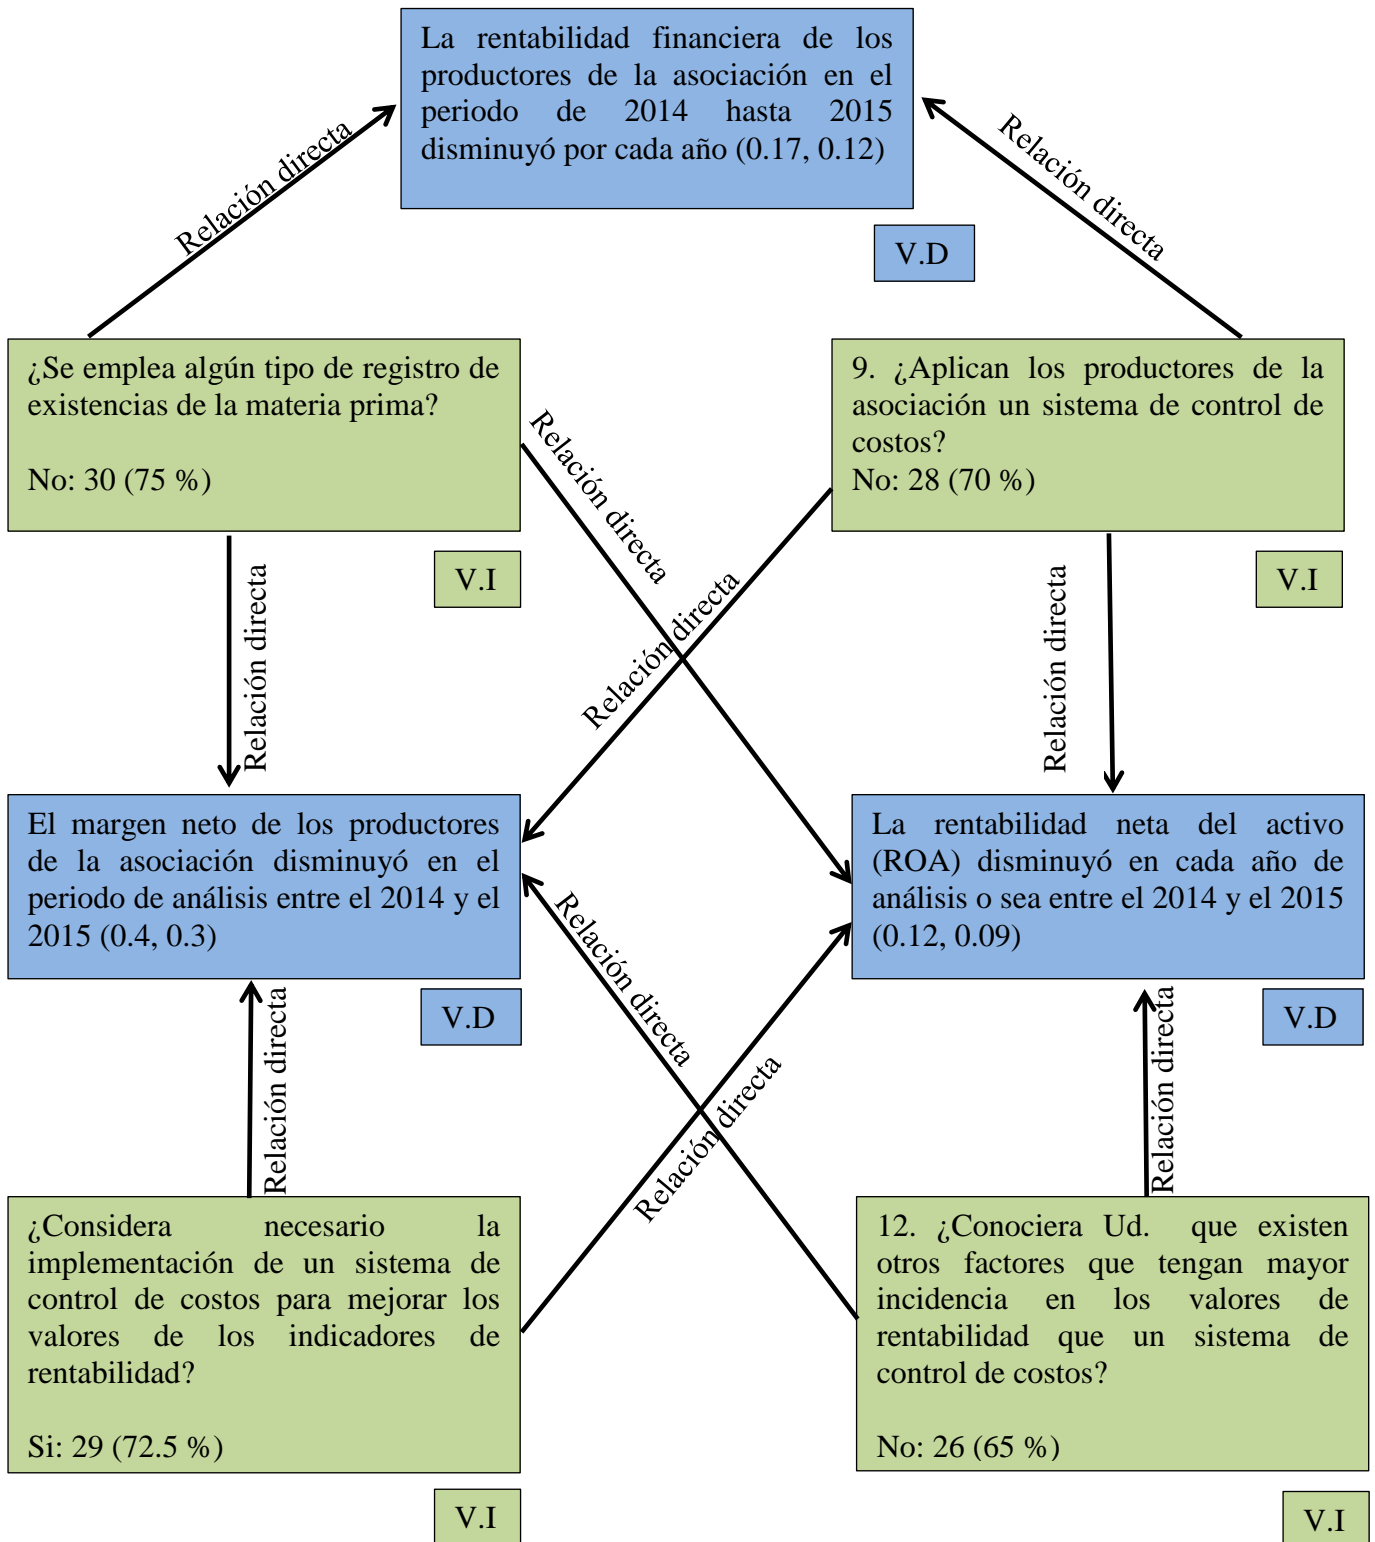 La rentabilidad financiera de los
productores de la asociación en el
periodo de 2014 hasta 2015
disminuyó por cada año (0.17, 0.12)
V.D
Relación directa
Relación directa
¿Se emplea algún tipo de registro de
existencias de la materia prima?
No: 30 (75 %)
V.I
9. ¿Aplican los productores de la
asociación un sistema de control de
costos?
No: 28 (70 %)
V.I
Relación directa
Relación directa
Relación directa
Relación directa
El margen neto de los productores
de la asociación disminuyó en el
periodo de análisis entre el 2014 y el
2015 (0.4, 0.3)
V.D
La rentabilidad neta del activo
(ROA) disminuyó en cada año de
análisis o sea entre el 2014 y el 2015
(0.12, 0.09)
V.D
Relación directa
Relación directa
Relación directa
Relación directa
¿Considera necesario la
implementación de un sistema de
control de costos para mejorar los
valores de los indicadores de
rentabilidad?
Si: 29 (72.5 %)
V.I
12. ¿Conociera Ud. que existen
otros factores que tengan mayor
incidencia en los valores de
rentabilidad que un sistema de
control de costos?
No: 26 (65 %)
V.I